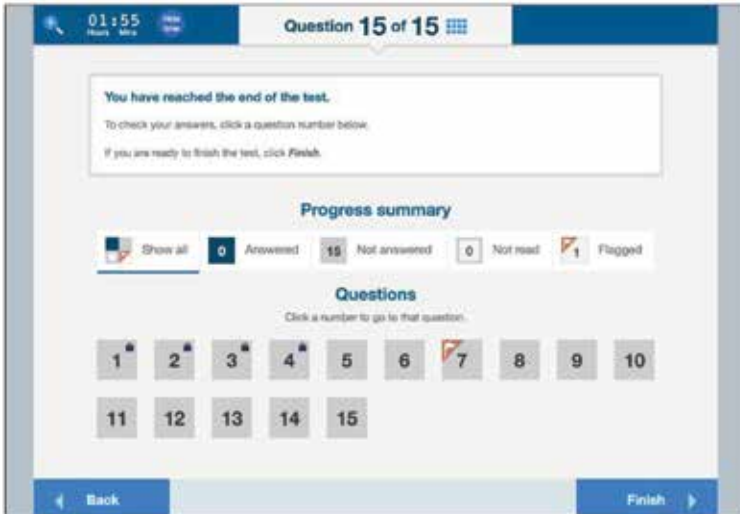 01:55
Hours Mins
Question 15 of 15
You have reached the end of the test.
To check your answers, click a question number below.
If you are ready to finish the test, click Finish.
Progress summary
Show all
0 Answered
15 Not answered
0 Not read
1 Flagged
Questions
Click a number to go to that question.
1 2 3 4 5 6 7 8 9 10
11 12 13 14 15
Back
Finish